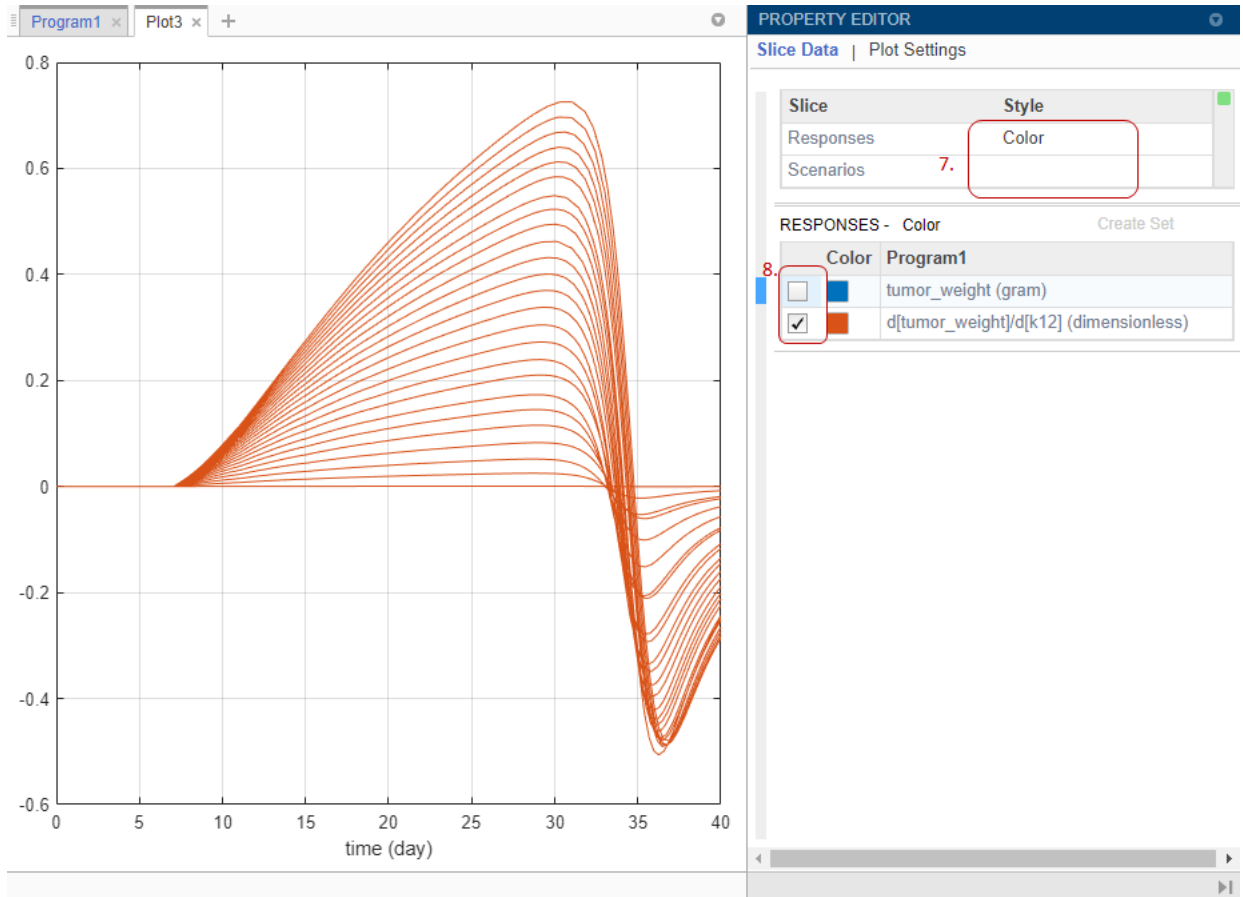 Program1 × Plot3 × +
0.8
0.6
0.4
0.2
0
-0.2
-0.4
-0.6
0 5 10 15 20 25 30 35 40
time (day)
PROPERTY EDITOR
Slice Data | Plot Settings
Slice Style
Responses Color
Scenarios
7.
RESPONSES - Color Create Set
Color Program1
8.
tumor_weight (gram)
d[tumor_weight]/d[k12] (dimensionless)